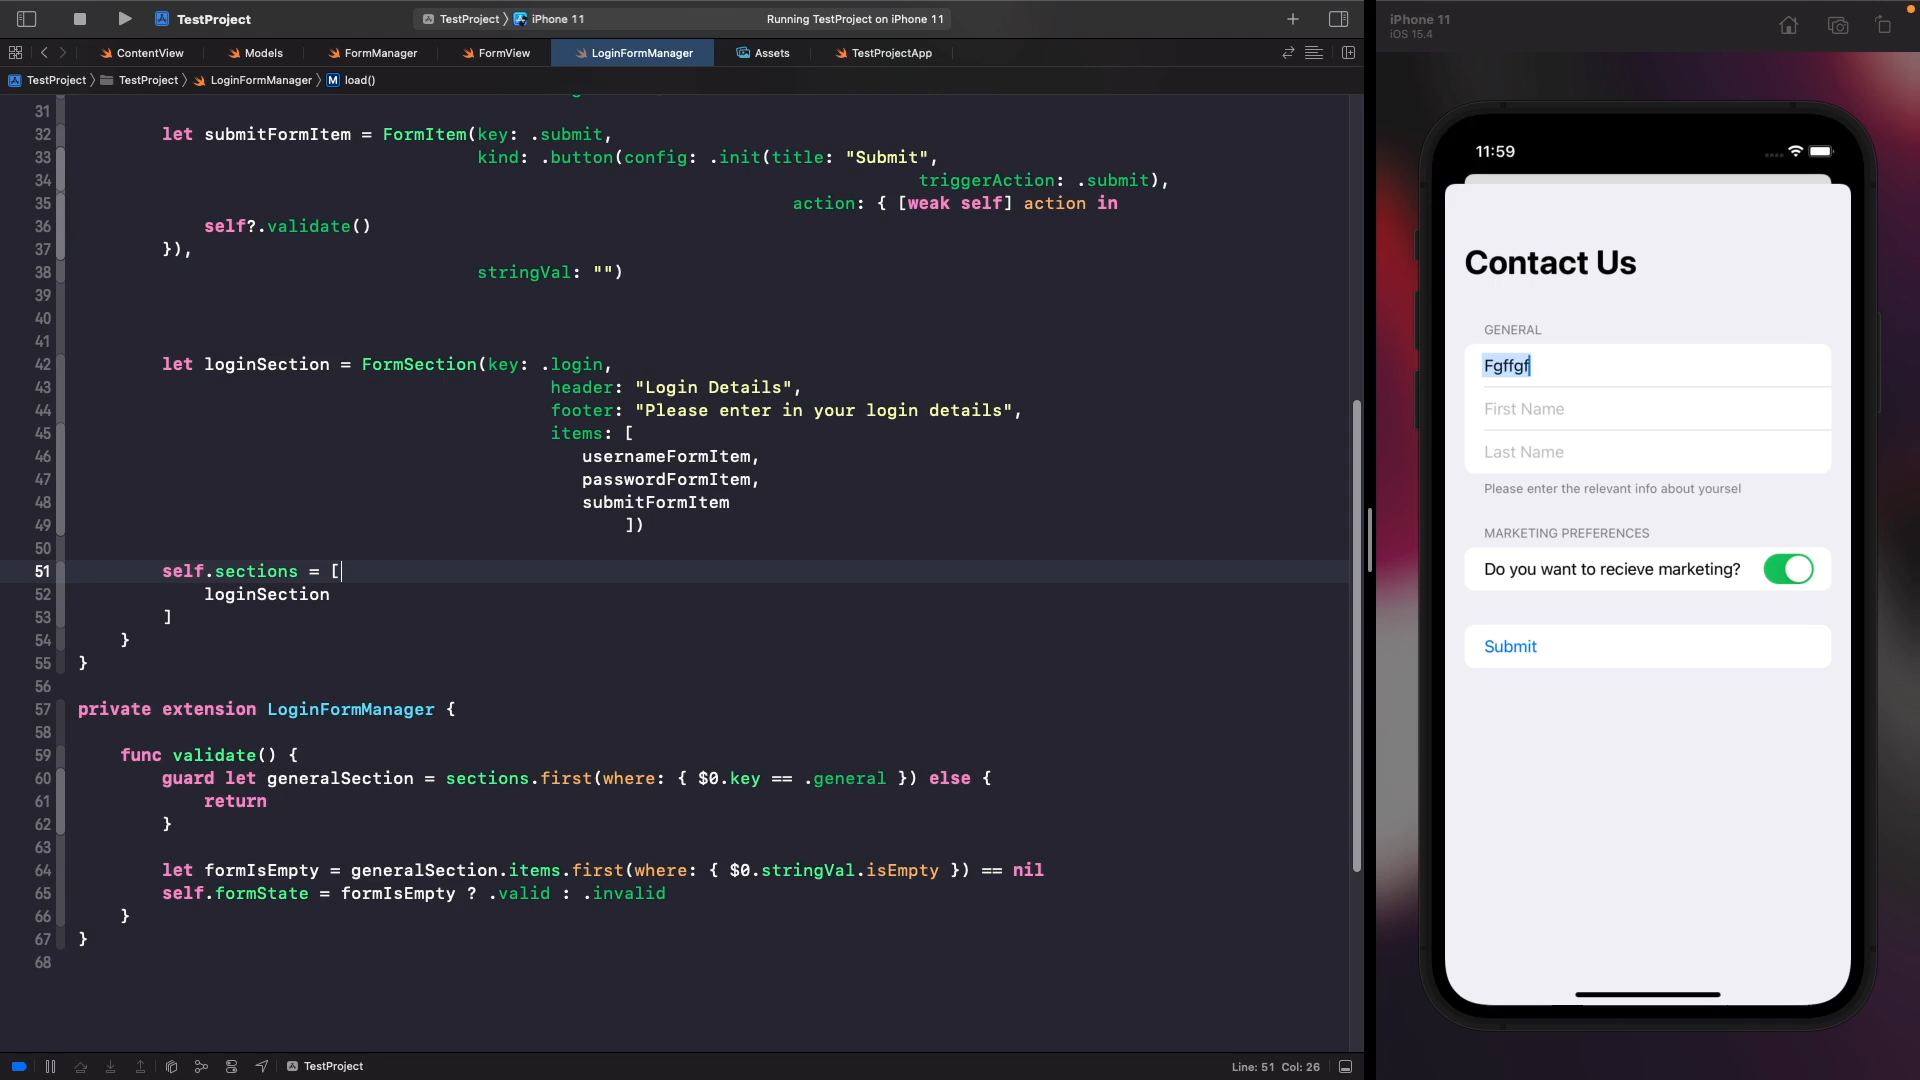 TestProject
TestProject 〉 iPhone 11
Running TestProject on iPhone 11
ContentView
Models
FormManager
FormView
LoginFormManager
Assets
TestProjectApp
TestProject 〉 TestProject 〉 LoginFormManager 〉 M load()
31
32 let submitFormItem = FormItem(key: .submit,
33 kind: .button(config: .init(title: "Submit",
34 triggerAction: .submit),
35 action: { [weak self] action in
36 self?.validate()
37 }),
38 stringVal: "")
39
40
41
42 let loginSection = FormSection(key: .login,
43 header: "Login Details",
44 footer: "Please enter in your login details",
45 items: [
46 usernameFormItem,
47 passwordFormItem,
48 submitFormItem
49 ])
50
51 self.sections = [
52 loginSection
53 ]
54 }
55 }
56
57 private extension LoginFormManager {
58
59 func validate() {
60 guard let generalSection = sections.first(where: { $0.key == .general }) else {
61 return
62 }
63
64 let formIsEmpty = generalSection.items.first(where: { $0.stringVal.isEmpty }) == nil
65 self.formState = formIsEmpty ? .valid : .invalid
66 }
67 }
68
TestProject
Line: 51 Col: 26
iPhone 11
iOS 15.4
11:59
Contact Us
GENERAL
Fgffgf
First Name
Last Name
Please enter the relevant info about yoursel
MARKETING PREFERENCES
Do you want to recieve marketing?
Submit